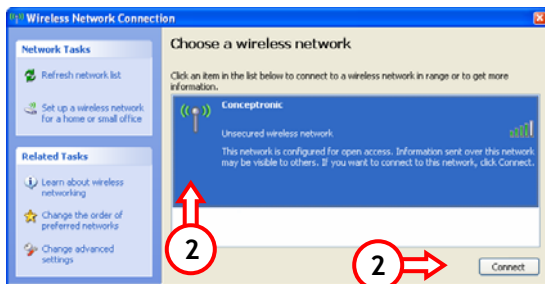 Wireless Network Connection
Network Tasks
Refresh network list
Set up a wireless network
for a home or small office
Related Tasks
Learn about wireless
networking
Change the order of
preferred networks
Change advanced
settings
Choose a wireless network
Click an item in the list below to connect to a wireless network in range or to get more
information.
Conceptronic
Unsecured wireless network
This network is configured for open access. Information sent over this network
may be visible to others. If you want to connect to this network, click Connect.
2
2
Connect